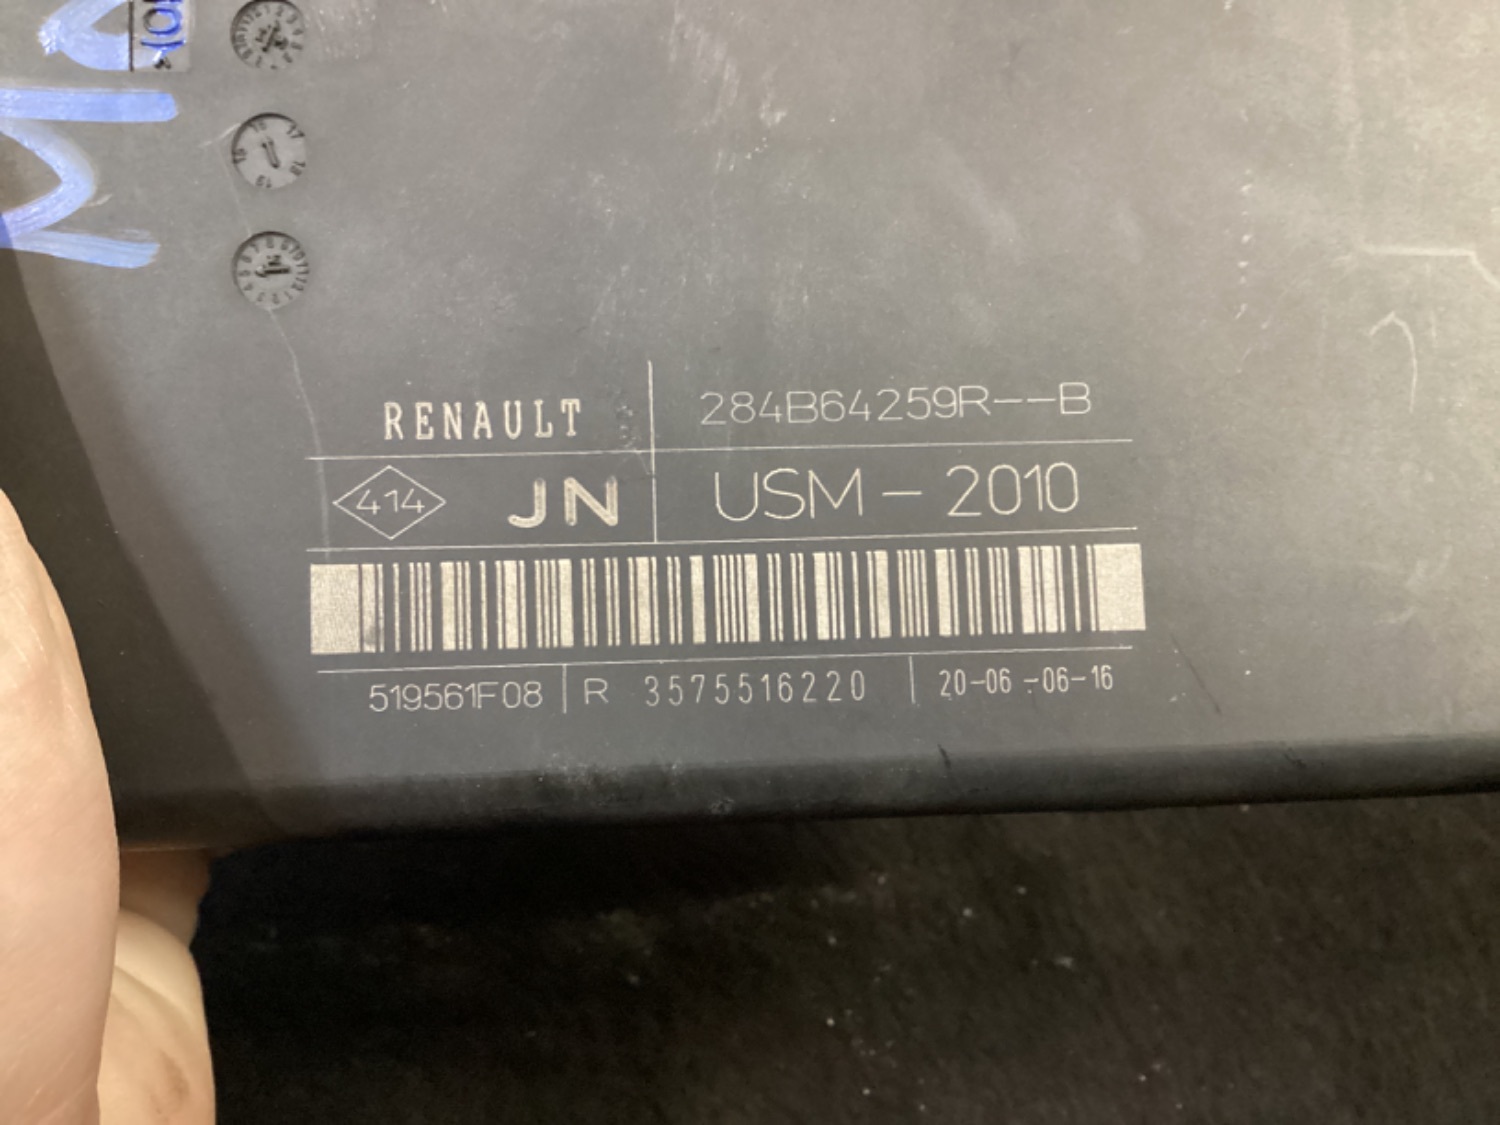 RENAULT 284B64259R--B
414 JN USM - 2010
519561F08 R 3575516220 20-06 -06-16